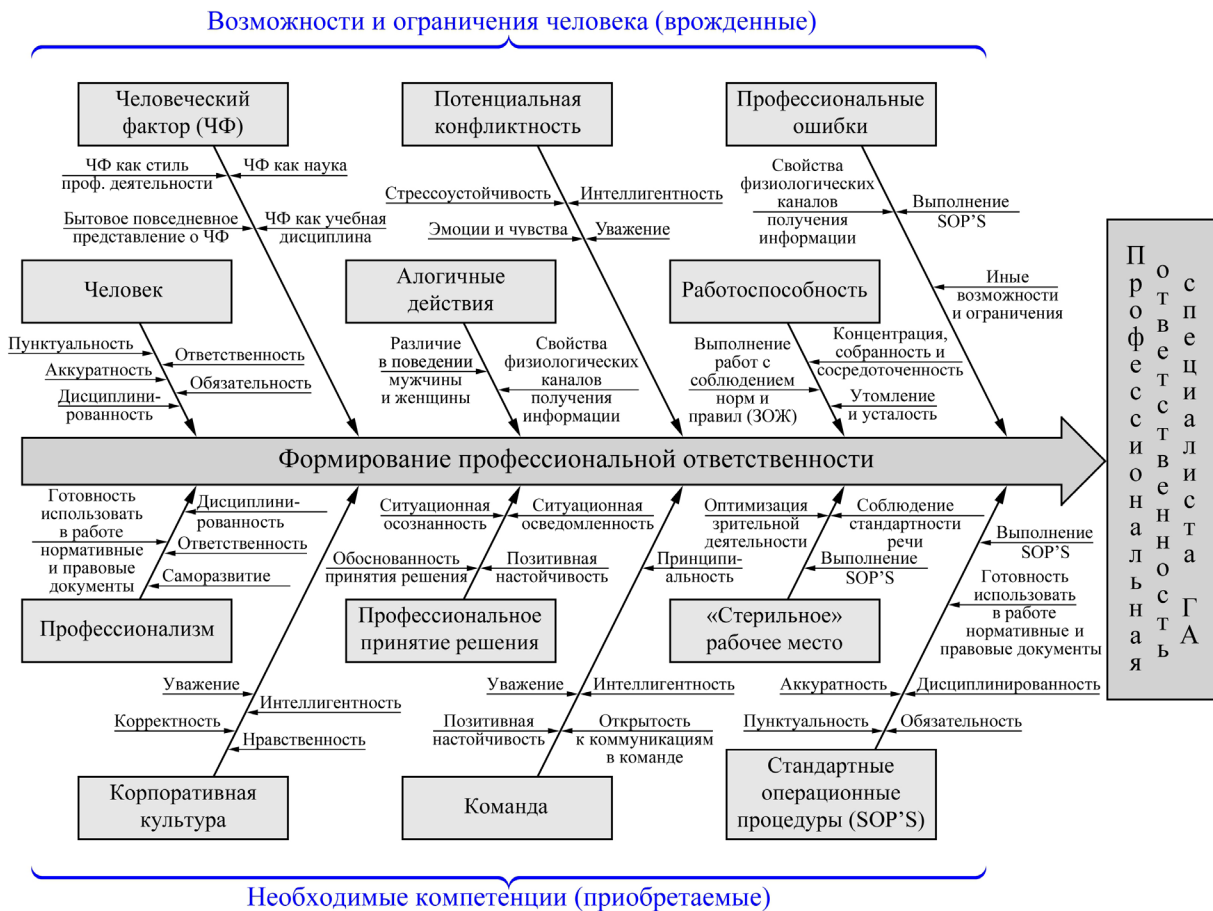 Возможности и ограничения человека (врожденные)
Человеческий
фактор (ЧФ)
Потенциальная
конфликтность
Профессиональные
ошибки
ЧФ как стиль
проф. деятельности
ЧФ как наука
Бытовое повседневное
представление о ЧФ
ЧФ как учебная
дисциплина
Стрессоустойчивость
Интеллигентность
Эмоции и чувства
Уважение
Свойства
физиологических
каналов
получения
информации
Выполнение
SOP’S
Иные
возможности
и ограничения
Человек
Алогичные
действия
Работоспособность
Пунктуальность
Ответственность
Аккуратность
Обязательность
Дисциплини-
рованность
Различие
в поведении
мужчины
и женщины
Свойства
физиологических
каналов
получения
информации
Выполнение
работ с
соблюдением
норм и
правил (ЗОЖ)
Концентрация,
собранность и
сосредоточенность
Утомление
и усталость
Формирование профессиональной ответственности
Профессиональная
ответственность
специалиста ГА
Готовность
использовать
в работе
нормативные
и правовые
документы
Дисциплини-
рованность
Ответственность
Саморазвитие
Ситуационная
осознанность
Ситуационная
осведомленность
Обоснованность
принятия решения
Позитивная
настойчивость
Принципи-
альность
Оптимизация
зрительной
деятельности
Соблюдение
стандартности
речи
Выполнение
SOP’S
Выполнение
SOP’S
Готовность
использовать
в работе
нормативные и
правовые документы
Профессионализм
Профессиональное
принятие решения
«Стерильное»
рабочее место
Уважение
Интеллигентность
Корректность
Нравственность
Уважение
Интеллигентность
Позитивная
настойчивость
Открытость
к коммуникациям
в команде
Аккуратность
Дисциплинированность
Пунктуальность
Обязательность
Корпоративная
культура
Команда
Стандартные
операционные
процедуры (SOP’S)
Необходимые компетенции (приобретаемые)